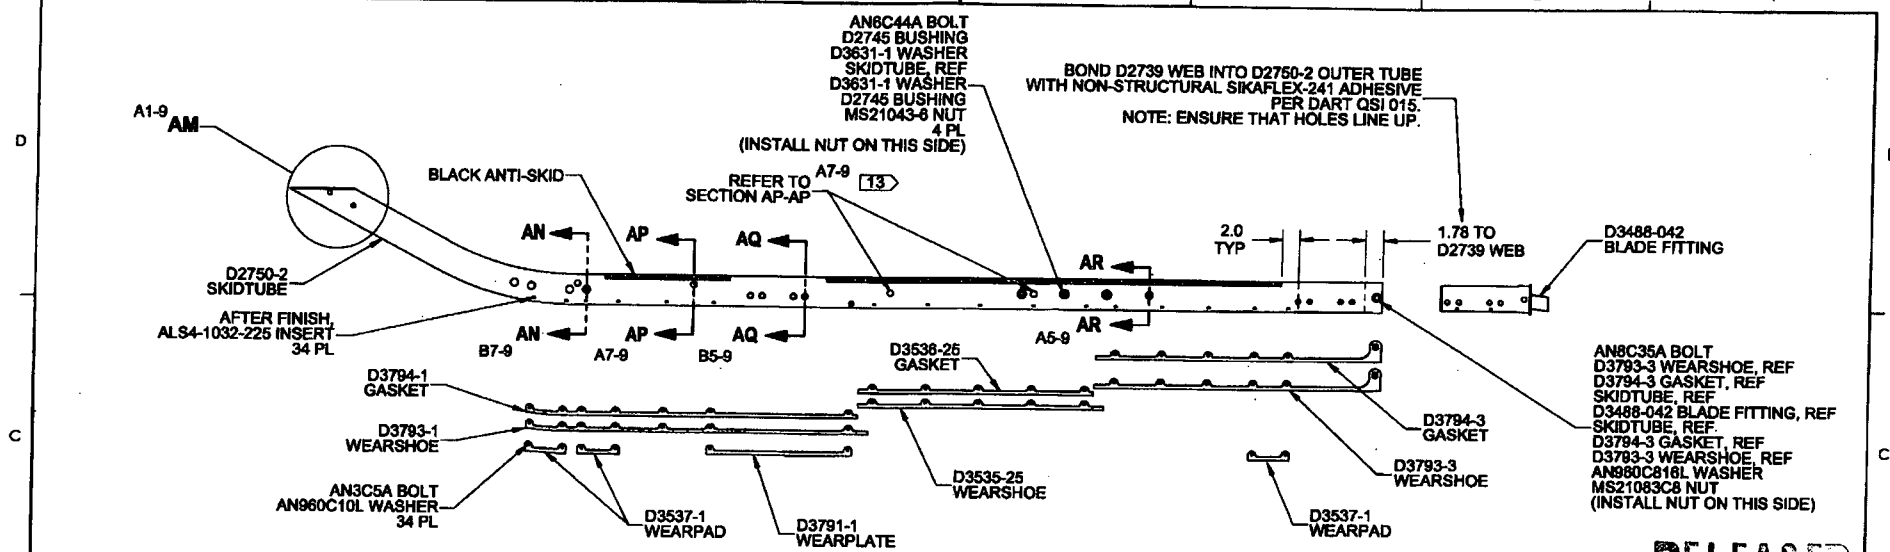 AN6C44A BOLT
D2745 BUSHING
D3631-1 WASHER
SKIDTUBE, REF
D3631-1 WASHER
D2745 BUSHING
MS21043-6 NUT
4 PL
(INSTALL NUT ON THIS SIDE)
BOND D2739 WEB INTO D2750-2 OUTER TUBE
WITH NON-STRUCTURAL SIKAFLEX-241 ADHESIVE
PER DART QSI 015.
NOTE: ENSURE THAT HOLES LINE UP.
A1-9
AM
D
BLACK ANTI-SKID
REFER TO
SECTION AP-AP
A7-9
13
AN
AP
AQ
AR
2.0
TYP
1.78 TO
D2739 WEB
D3488-042
BLADE FITTING
D2750-2
SKIDTUBE
AFTER FINISH,
ALS4-1032-225 INSERT
34 PL
AN
AP
AQ
AR
B7-9
A7-9
B5-9
A5-9
D3536-25
GASKET
D3794-1
GASKET
D3793-1
WEARSHOE
AN3C5A BOLT
AN960C10L WASHER
34 PL
D3537-1
WEARPAD
D3791-1
WEARPLATE
D3535-25
WEARSHOE
D3794-3
GASKET
D3793-3
WEARSHOE
D3537-1
WEARPAD
AN8C35A BOLT
D3793-3 WEARSHOE, REF
D3794-3 GASKET, REF
SKIDTUBE, REF
D3488-042 BLADE FITTING, REF
SKIDTUBE, REF.
D3794-3 GASKET, REF
D3793-3 WEARSHOE, REF
AN960C816L WASHER
MS21083C8 NUT
(INSTALL NUT ON THIS SIDE)
C
C
RELEASED